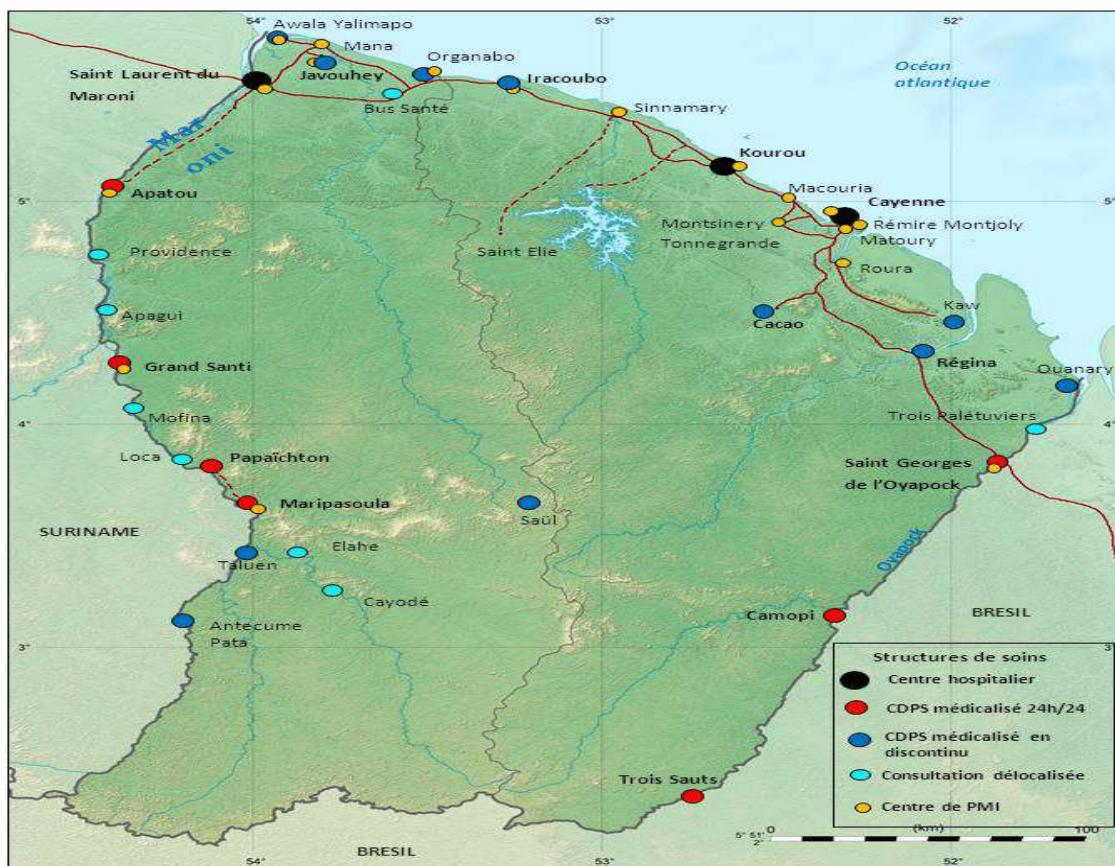 54°
53°
52°
Awala Yalimapo
Mana
Organabo
Saint Laurent du
Maroni
Javouhey
Iracoubo
Océan
atlantique
Bus Santé
Sinnamary
Mar
oni
Kourou
Apatou
Macouria
5°
5°
Cayenne
Montsinery
Tonnegrande
Rémire Montjoly
Matoury
Providence
Saint Elie
Roura
Apagui
Kaw
Cacao
Grand Santi
Régina
Ouanary
Mofina
Trois Palétuviers
4°
4°
Loca
Papaïchton
Saint Georges
de l'Oyapock
Maripasoula
Saül
SURINAME
Oyapock
Elahe
Taluen
Cayodé
Camopi
BRESIL
Antecume
Pata
3°
3°
Structures de soins
Centre hospitalier
CDPS médicalisé 24h/24
CDPS médicalisé en
discontinu
Consultation délocalisée
Centre de PMI
(km)
Trois Sauts
5° 51°
2°
0
100
BRESIL
54°
53°
52°